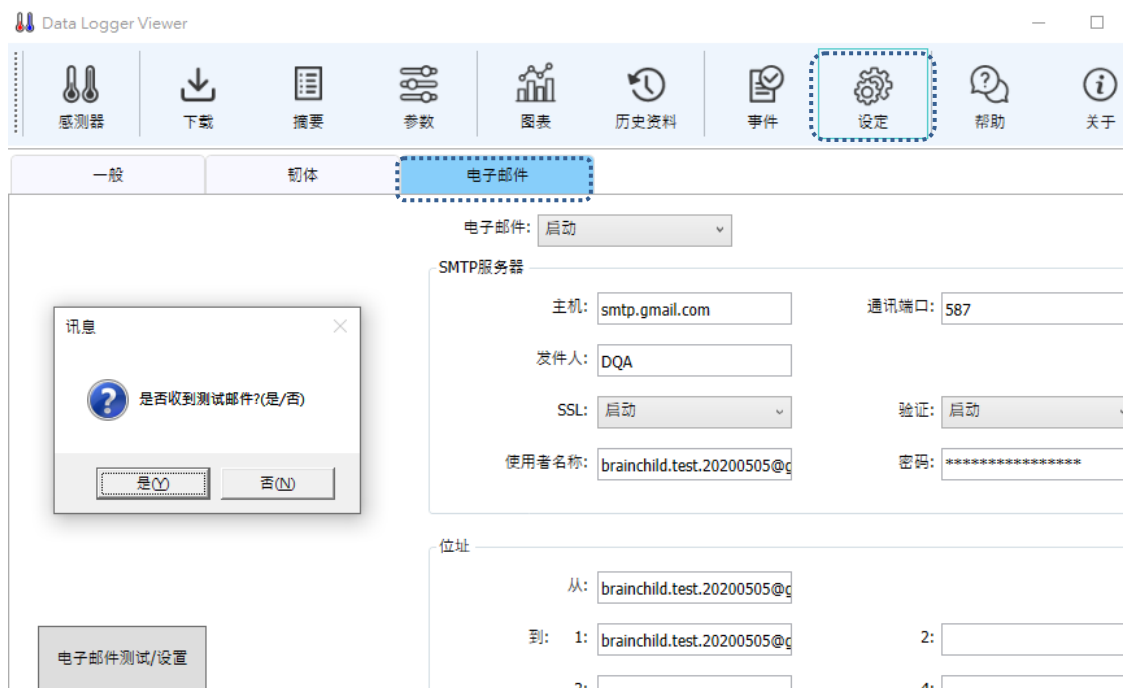 Data Logger Viewer
感测器 下载 摘要 参数 图表 历史资料 事件 设定 帮助 关于
一般 韧体 电子邮件
电子邮件: 启动
SMTP服务器
主机: smtp.gmail.com 通讯端口: 587
发件人: DQA
SSL: 启动 验证: 启动
使用者名称: brainchild.test.20200505@g 密码: ****************
讯息
是否收到测试邮件?(是/否)
是(Y) 否(N)
位址
从: brainchild.test.20200505@g
到: 1: brainchild.test.20200505@g 2:
3: 4:
电子邮件测试/设置